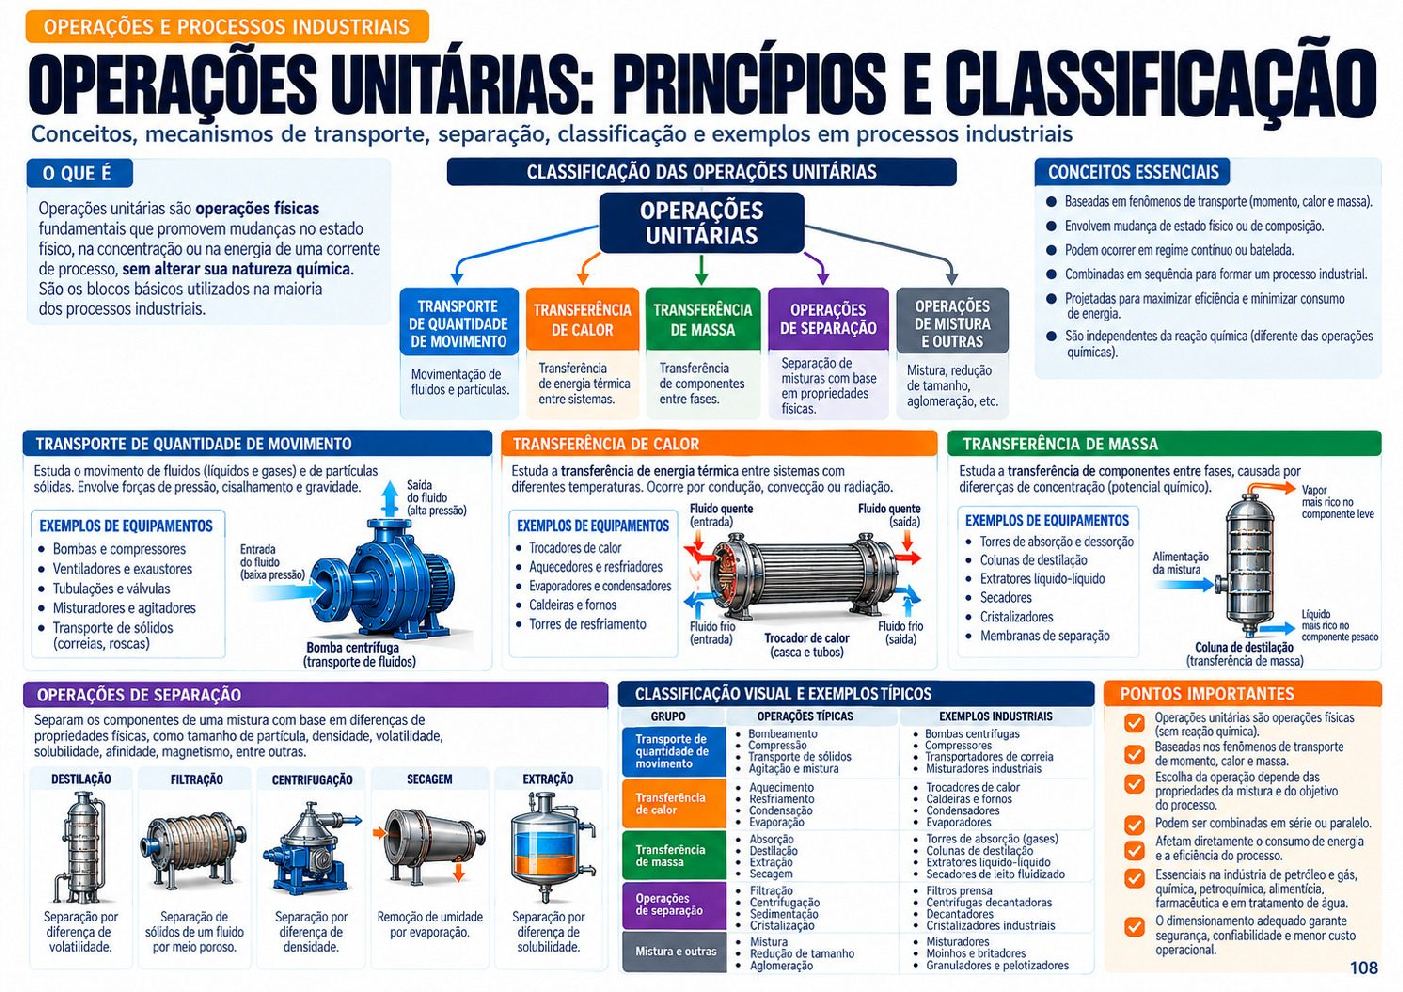 OPERAÇÕES E PROCESSOS INDUSTRIAIS
OPERAÇÕES UNITÁRIAS: PRINCÍPIOS E CLASSIFICAÇÃO
Conceitos, mecanismos de transporte, separação, classificação e exemplos em processos industriais
O QUE É
Operações unitárias são operações físicas
fundamentais que promovem mudanças no estado
físico, na concentração ou na energia de uma corrente
de processo, sem alterar sua natureza química.
São os blocos básicos utilizados na maioria
dos processos industriais.
CLASSIFICAÇÃO DAS OPERAÇÕES UNITÁRIAS
OPERAÇÕES
UNITÁRIAS
TRANSPORTE
DE QUANTIDADE
DE MOVIMENTO
Movimentação de
fluidos e partículas.
TRANSFERÊNCIA
DE CALOR
Transferência
de energia térmica
entre sistemas.
TRANSFERÊNCIA
DE MASSA
Transferência
de componentes
entre fases.
OPERAÇÕES
DE SEPARAÇÃO
Separação de
misturas com base
em propriedades
físicas.
OPERAÇÕES
DE MISTURA
E OUTRAS
Mistura, redução
de tamanho,
aglomeração, etc.
CONCEITOS ESSENCIAIS
● Baseadas em fenômenos de transporte (momento, calor e massa).
● Envolvem mudança de estado físico ou de composição.
● Podem ocorrer em regime contínuo ou batelada.
● Combinadas em sequência para formar um processo industrial.
● Projetadas para maximizar eficiência e minimizar consumo
de energia.
● São independentes da reação química (diferente das operações
químicas).
TRANSPORTE DE QUANTIDADE DE MOVIMENTO
Estuda o movimento de fluidos (líquidos e gases) e de partículas
sólidas. Envolve forças de pressão, cisalhamento e gravidade.
EXEMPLOS DE EQUIPAMENTOS
• Bombas e compressores
• Ventiladores e exaustores
• Tubulações e válvulas
• Misturadores e agitadores
• Transporte de sólidos
(correias, roscas)
Saída
do fluido
(alta pressão)
Entrada
do fluido
(baixa pressão)
Bomba centrífuga
(transporte de fluidos)
TRANSFERÊNCIA DE CALOR
Estuda a transferência de energia térmica entre sistemas com
diferentes temperaturas. Ocorre por condução, convecção ou radiação.
EXEMPLOS DE EQUIPAMENTOS
• Trocadores de calor
• Aquecedores e resfriadores
• Evaporadores e condensadores
• Caldeiras e fornos
• Torres de resfriamento
Fluido quente
(entrada)
Fluido quente
(saída)
Fluido frio
(entrada)
Trocador de calor
(casca e tubos)
Fluido frio
(saída)
TRANSFERÊNCIA DE MASSA
Estuda a transferência de componentes entre fases, causada por
diferenças de concentração (potencial químico).
EXEMPLOS DE EQUIPAMENTOS
• Torres de absorção e dessorção
• Colunas de destilação
• Extratores líquido-líquido
• Secadores
• Cristalizadores
• Membranas de separação
Vapor
mais rico no
componente leve
Alimentação
da mistura
Líquido
mais rico no
componente pesaco
Coluna de destilação
(transferência de massa)
OPERAÇÕES DE SEPARAÇÃO
Separam os componentes de uma mistura com base em diferenças de
propriedades físicas, como tamanho de partícula, densidade, volatilidade,
solubilidade, afinidade, magnetismo, entre outras.
DESTILAÇÃO
Separação por
diferença de
volatilidade.
FILTRAÇÃO
Separação de
sólidos de um fluido
por meio poroso.
CENTRIFUGAÇÃO
Separação por
diferença de
densidade.
SECAGEM
Remoção de umidade
por evaporação.
EXTRAÇÃO
Separação por
diferença de
solubilidade.
CLASSIFICAÇÃO VISUAL E EXEMPLOS TÍPICOS
GRUPO OPERAÇÕES TÍPICAS EXEMPLOS INDUSTRIAIS
Transporte de
quantidade de
movimento
• Bombeamento
• Compressão
• Transporte de sólidos
• Agitação e mistura
• Bombas centrífugas
• Compressores
• Transportadores de correia
• Misturadores industriais
Transferência
de calor
• Aquecimento
• Resfriamento
• Condensação
• Evaporação
• Trocadores de calor
• Caldeiras e fornos
• Condensadores
• Evaporadores
Transferência
de massa
• Absorção
• Destilação
• Extração
• Secagem
• Torres de absorção (gases)
• Colunas de destilação
• Extratores líquido-líquido
• Secadores de leito fluidizado
Operações
de separação
• Filtração
• Centrifugação
• Sedimentação
• Cristalização
• Filtros prensa
• Centrífugas decantadoras
• Decantadores
• Cristalizadores industriais
Mistura e outras
• Mistura
• Redução de tamanho
• Aglomeração
• Misturadores
• Moinhos e britadores
• Granuladores e pelotizadores
PONTOS IMPORTANTES
Operações unitárias são operações físicas
(sem reação química).
Baseadas nos fenômenos de transporte
de momento, calor e massa.
Escolha da operação depende das
propriedades da mistura e do objetivo
do processo.
Podem ser combinadas em série ou paralelo.
Afetam diretamente o consumo de energia
e a eficiência do processo.
Essenciais na indústria de petróleo e gás,
química, petroquímica, alimentícia,
farmacêutica e em tratamento de água.
O dimensionamento adequado garante
segurança, confiabilidade e menor custo
operacional.
108